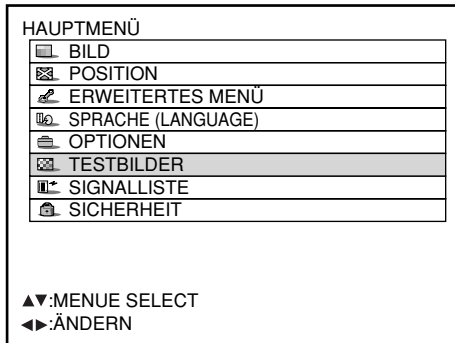 HAUPTMENÜ
BILD
POSITION
ERWEITERTES MENÜ
SPRACHE (LANGUAGE)
OPTIONEN
TESTBILDER
SIGNALLISTE
SICHERHEIT
▲▼:MENUE SELECT
◀▶:ÄNDERN